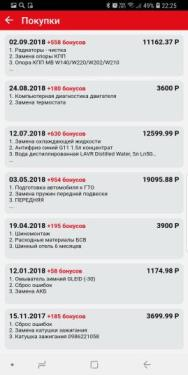 49% 22:25
Покупки
02.09.2018 +558 бонусов 11162.37 Р
1. Радиаторы - чистка
2. Замена опоры КПП
3. Опора КПП MB W140/W220/W202/W210
...
24.08.2018 +180 бонусов 3600 Р
1. Компьютерная диагностика двигателя
2. Замена термостата
12.07.2018 +630 бонусов 12599.99 Р
1. Замена охлаждающей жидкости
2. Антифриз синий G11 1.5л концентрат
3. Вода дистиллированная LAVR Distilled Water, 5л Ln50...
...
03.05.2018 +954 бонусов 19095.88 Р
1. Подготовка автомобиля к ГТО
2. Замена пружин передней подвески
3. ПЕРЕДНЯЯ
...
19.04.2018 +195 бонусов 3900 Р
1. Шиномонтаж
2. Расходные материалы БСВ
3. Шинный отель 6 месяцев
12.01.2018 +58 бонусов 1174.98 Р
1. Омыватель зимний GLEID (-30)
2. Сброс ошибок
3. Замена АКБ
15.11.2017 +185 бонусов 3699.99 Р
1. Сброс ошибок
2. Замена катушки зажигания
3. Катушка зажигания 0986221058